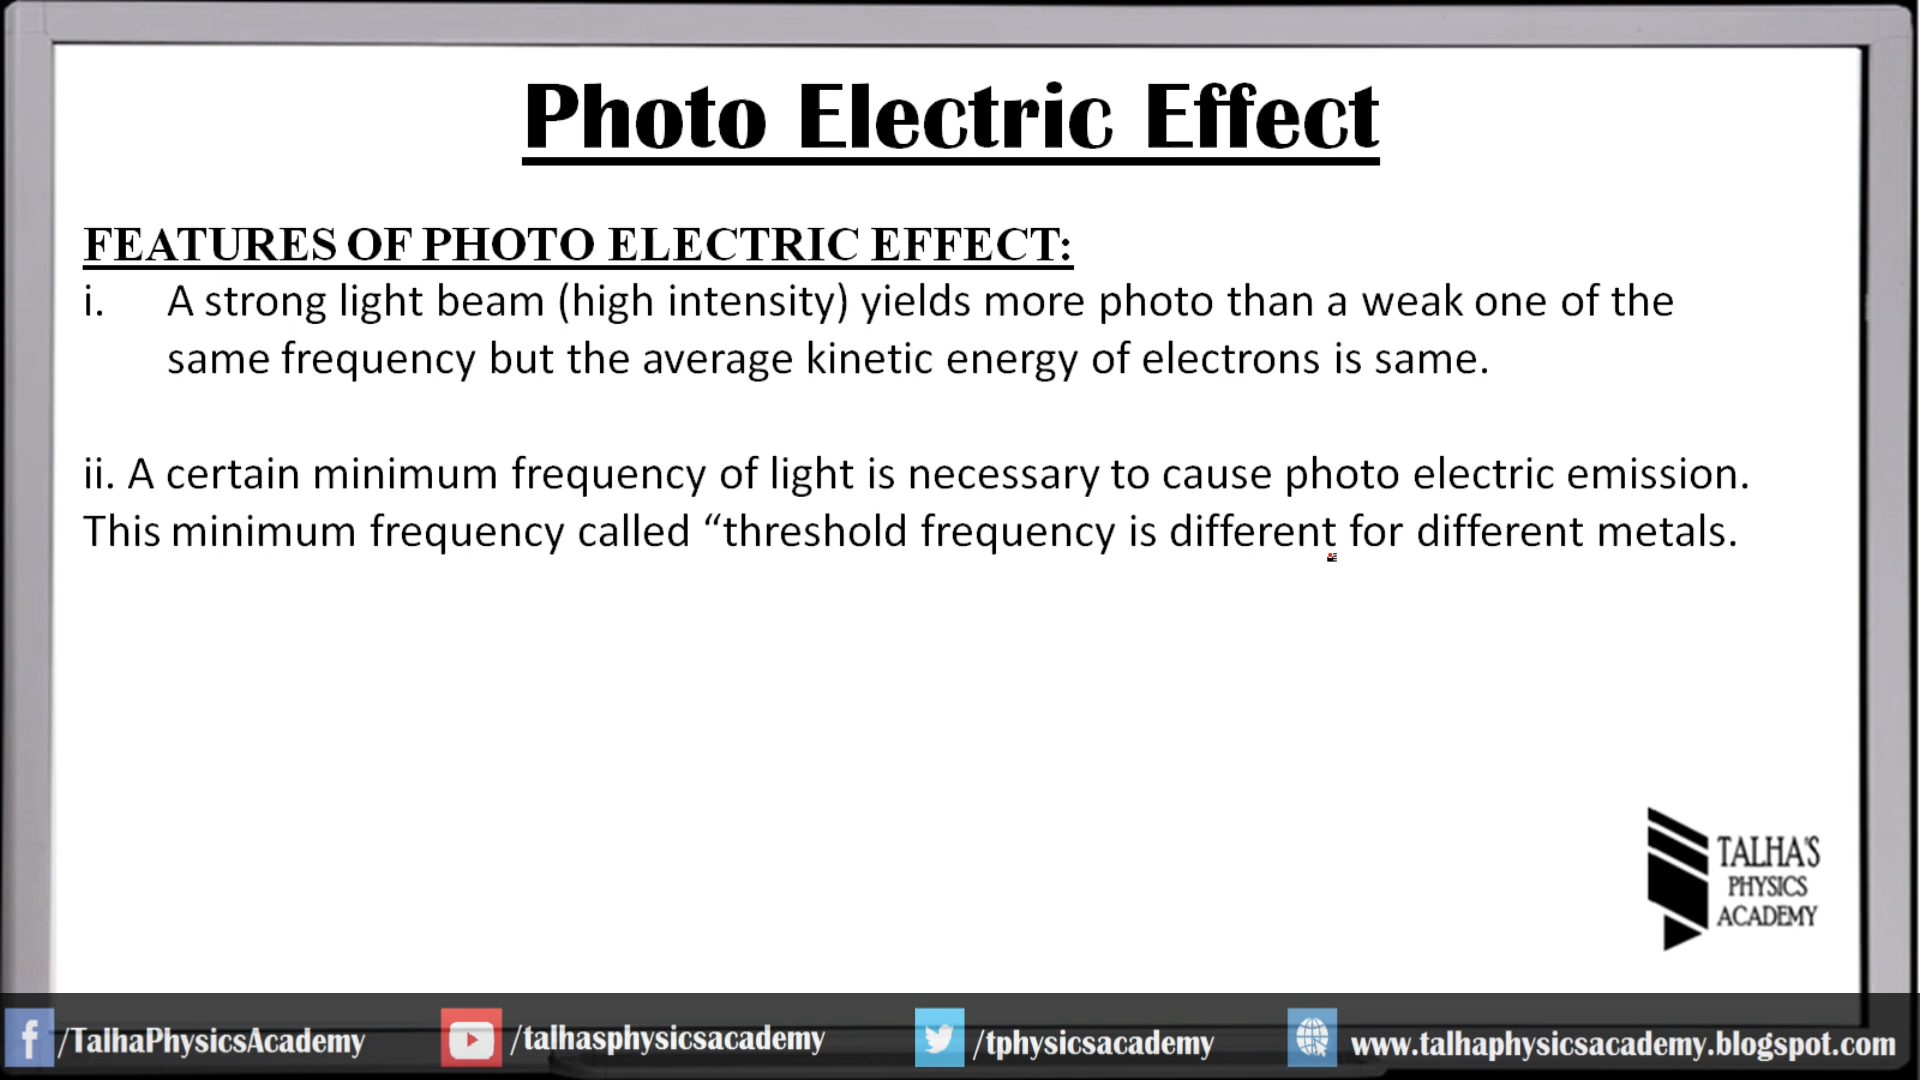 Photo Electric Effect
FEATURES OF PHOTO ELECTRIC EFFECT:
i. A strong light beam (high intensity) yields more photo than a weak one of the
same frequency but the average kinetic energy of electrons is same.
ii. A certain minimum frequency of light is necessary to cause photo electric emission.
This minimum frequency called “threshold frequency is different for different metals.
TALHA'S
PHYSICS
ACADEMY
/TalhaPhysicsAcademy
/talhasphysicsacademy
/tphysicsacademy
www.talhaphysicsacademy.blogspot.com